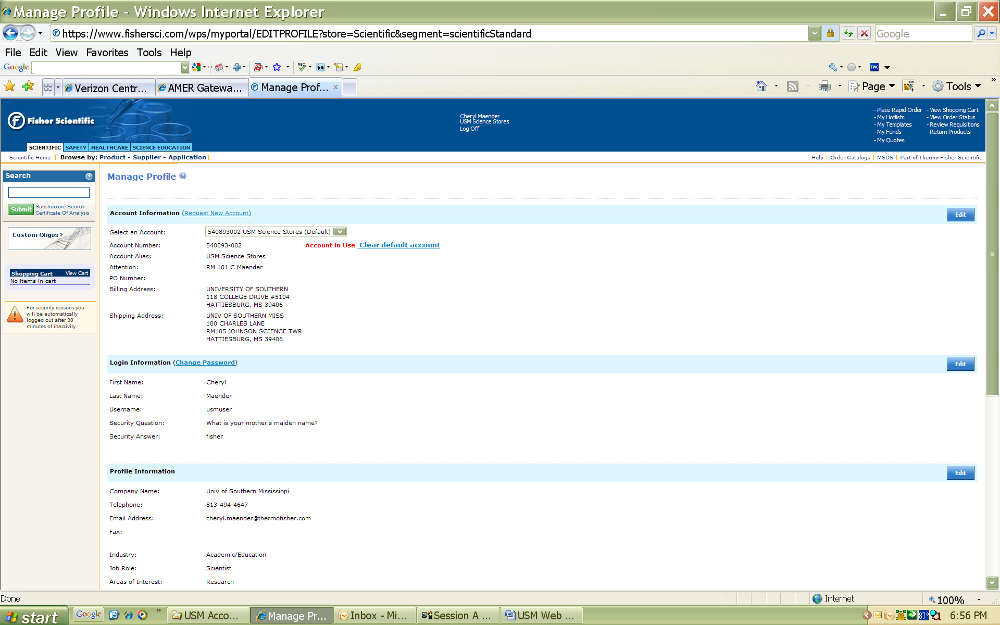 Manage Profile - Windows Internet Explorer
https://www.fishersci.com/wps/myportal/EDITPROFILE?store=Scientific&segment=scientificStandard
Google
File Edit View Favorites Tools Help
Google
ABC
TWC
Verizon Centr...
AMER Gatewa...
Manage Prof...
Page
Tools
Fisher Scientific
Cheryl Maender
USM Science Stores
Log Off
- Place Rapid Order - View Shopping Cart
- My Hotlists - View Order Status
- My Templates - Review Requisitions
- My Funds - Return Products
- My Quotes
SCIENTIFIC SAFETY HEALTHCARE SCIENCE EDUCATION
Scientific Home | Browse by: Product - Supplier - Application |
Help | Order Catalogs | MSDS | Part of Thermo Fisher Scientific
Search
Submit
Substructure Search
Certificate Of Analysis
Custom Oligos
Shopping Cart View Cart
No items in cart
For security reasons you
will be automatically
logged out after 30
minutes of inactivity.
Manage Profile
Account Information (Request New Account) Edit
Select an Account: 540893002 USM Science Stores (Default)
Account Number: 540893-002 Account in Use Clear default account
Account Alias: USM Science Stores
Attention: RM 101 C Maender
PO Number:
Billing Address: UNIVERSITY OF SOUTHERN
118 COLLEGE DRIVE #5104
HATTIESBURG, MS 39406
Shipping Address: UNIV OF SOUTHERN MISS
100 CHARLES LANE
RM105 JOHNSON SCIENCE TWR
HATTIESBURG, MS 39406
Login Information (Change Password) Edit
First Name: Cheryl
Last Name: Maender
Username: usmuser
Security Question: What is your mother's maiden name?
Security Answer: fisher
Profile Information Edit
Company Name: Univ of Southern Mississippi
Telephone: 813-494-4647
Email Address: cheryl.maender@thermofisher.com
Fax:
Industry: Academic/Education
Job Role: Scientist
Areas of Interest: Research
Done Internet 100%
start Google USM Acco... Manage Pr... Inbox - Mi... Session A ... USM Web ... 87° 6:56 PM